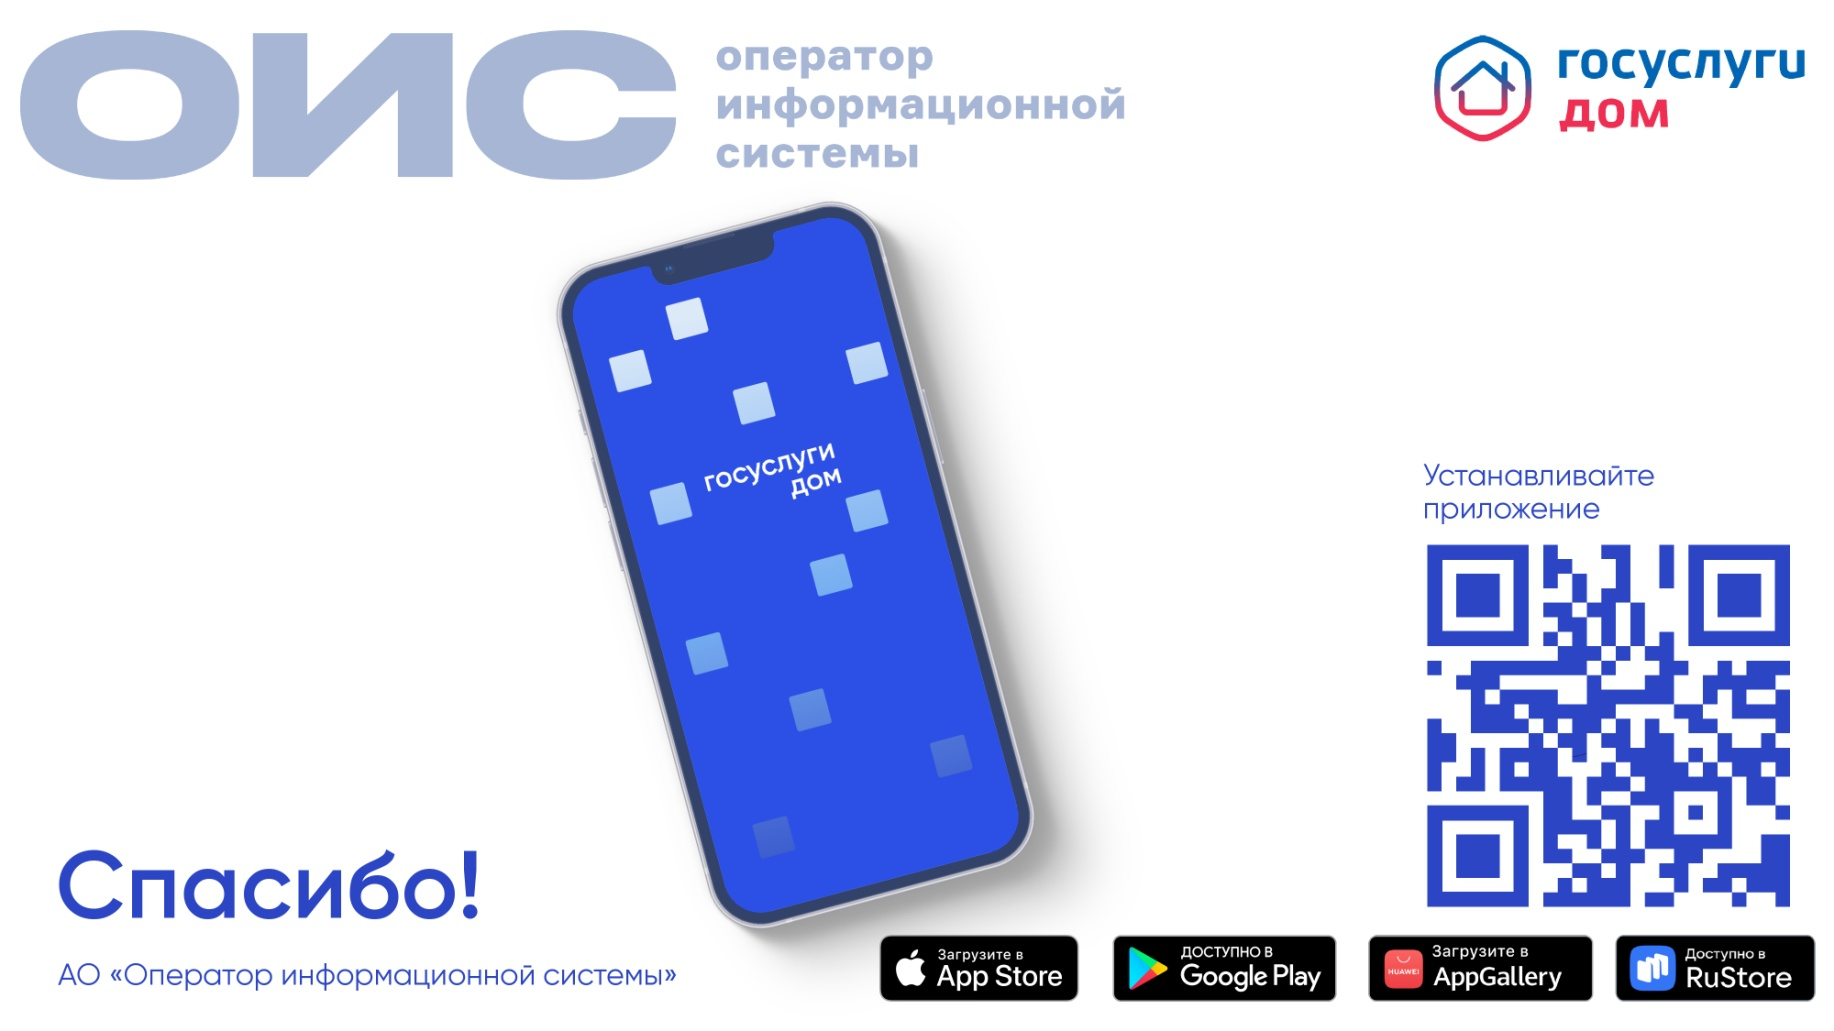 ОИС
оператор
информационной
системы
госуслуги
дом
госуслуги
дом
Устанавливайте
приложение
Спасибо!
АО «Оператор информационной системы»
Загрузите в
App Store
ДОСТУПНО В
Google Play
HUAWEI
Загрузите в
AppGallery
Доступно в
RuStore